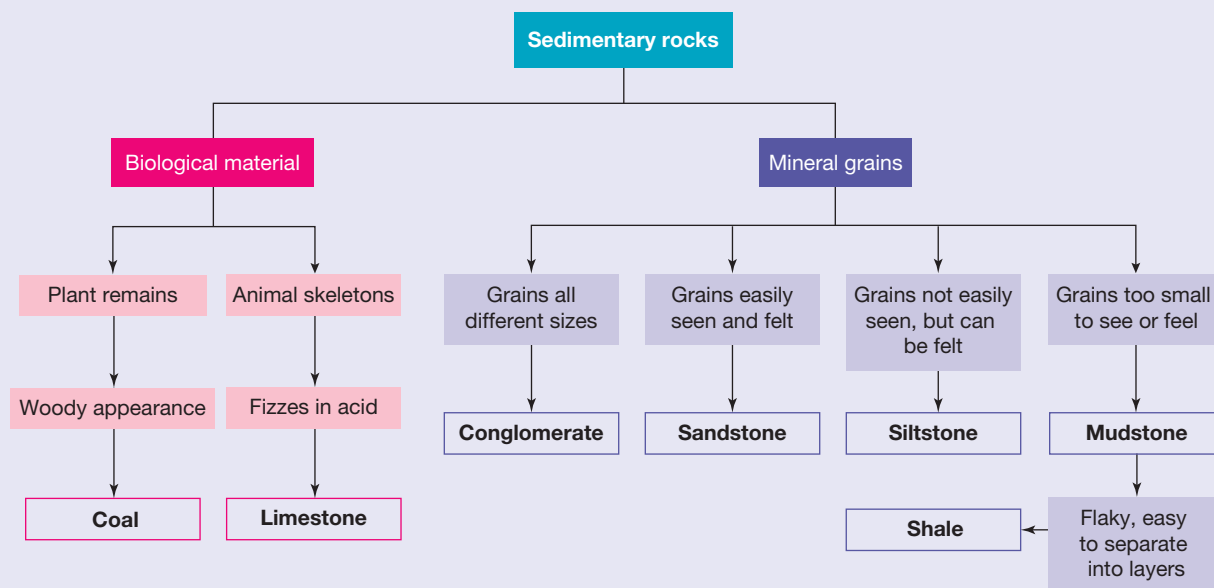 Sedimentary rocks
Biological material
Mineral grains
Plant remains
Animal skeletons
Grains all
different sizes
Grains easily
seen and felt
Grains not easily
seen, but can
be felt
Grains too small
to see or feel
Woody appearance
Fizzes in acid
Conglomerate
Sandstone
Siltstone
Mudstone
Coal
Limestone
Shale
Flaky, easy
to separate
into layers